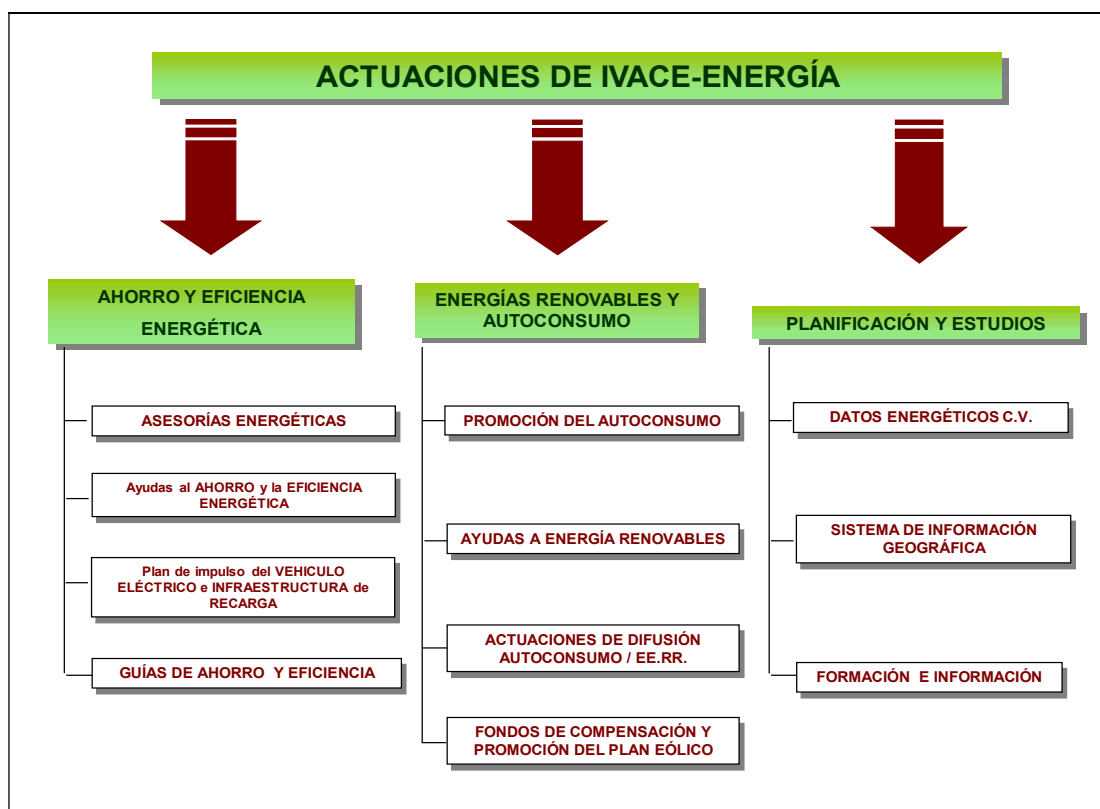 ACTUACIONES DE IVACE-ENERGÍA
AHORRO Y EFICIENCIA
ENERGÉTICA
ASESORÍAS ENERGÉTICAS
Ayudas al AHORRO y la EFICIENCIA
ENERGÉTICA
Plan de impulso del VEHICULO
ELÉCTRICO e INFRAESTRUCTURA de
RECARGA
GUÍAS DE AHORRO Y EFICIENCIA
ENERGÍAS RENOVABLES Y
AUTOCONSUMO
PROMOCIÓN DEL AUTOCONSUMO
AYUDAS A ENERGÍA RENOVABLES
ACTUACIONES DE DIFUSIÓN
AUTOCONSUMO / EE.RR.
FONDOS DE COMPENSACIÓN Y
PROMOCIÓN DEL PLAN EÓLICO
PLANIFICACIÓN Y ESTUDIOS
DATOS ENERGÉTICOS C.V.
SISTEMA DE INFORMACIÓN
GEOGRÁFICA
FORMACIÓN E INFORMACIÓN